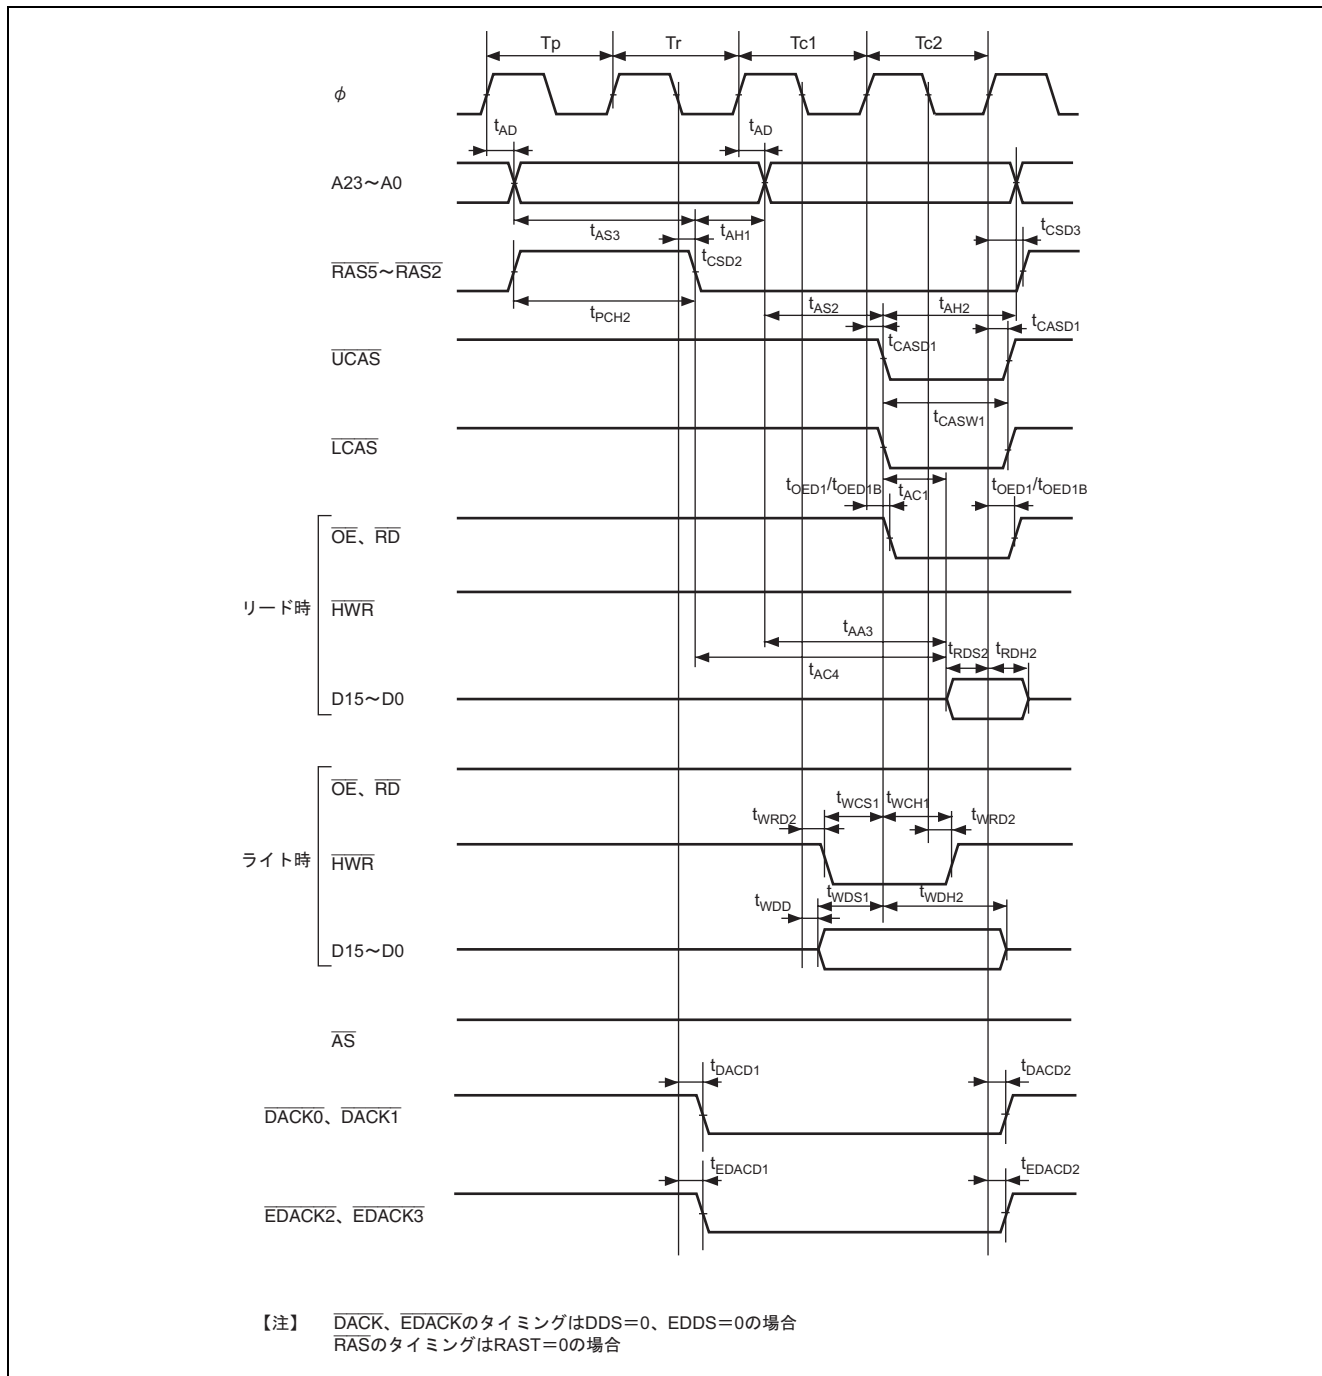 Tp Tr Tc1 Tc2
φ
tAD tAD
A23～A0
tAS3 tAH1 tCSD3
RAS5～RAS2 tCSD2
tPCH2 tAS2 tAH2
tCASD1 tCASD1
UCAS
tCASW1
LCAS
tOED1/tOED1B tAC1 tOED1/tOED1B
OE、RD
リード時 HWR
tAA3
tRDS2 tRDH2
tAC4
D15～D0
OE、RD
tWCS1 tWCH1
tWRD2 tWRD2
ライト時 HWR
tWDD tWDS1 tWDH2
D15～D0
AS
tDACD1 tDACD2
DACK0、DACK1
tEDACD1 tEDACD2
EDACK2、EDACK3
【注】 DACK、EDACKのタイミングはDDS＝0、EDDS＝0の場合
RASのタイミングはRAST＝0の場合